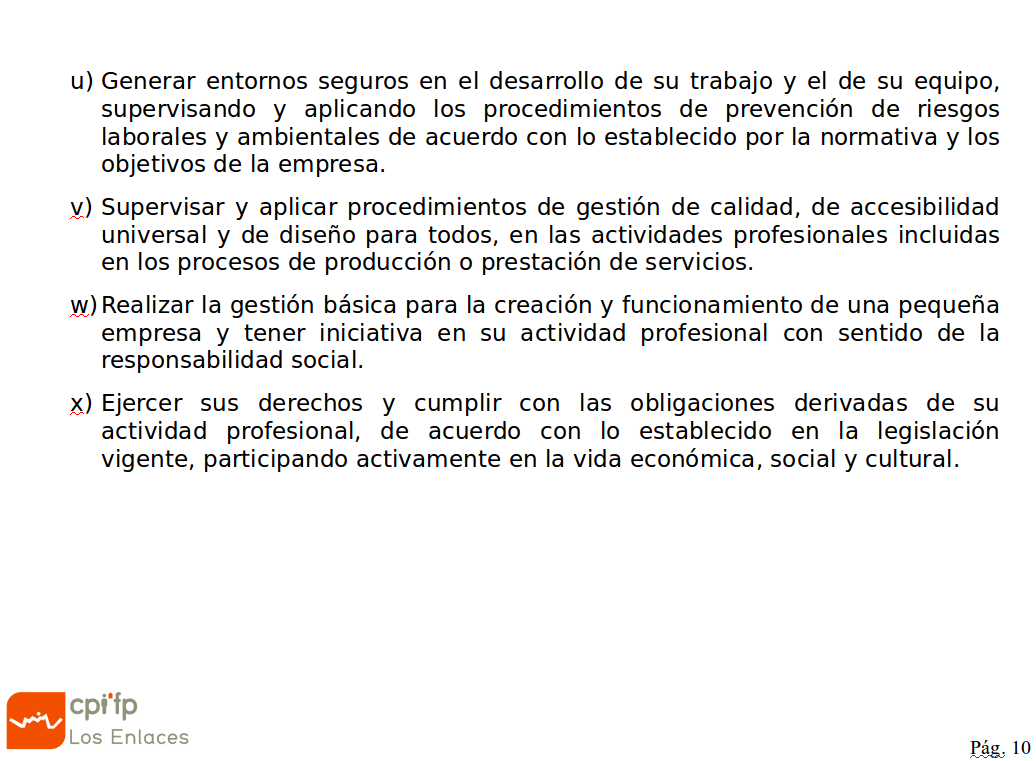 u) Generar entornos seguros en el desarrollo de su trabajo y el de su equipo,
supervisando y aplicando los procedimientos de prevención de riesgos
laborales y ambientales de acuerdo con lo establecido por la normativa y los
objetivos de la empresa.
v) Supervisar y aplicar procedimientos de gestión de calidad, de accesibilidad
universal y de diseño para todos, en las actividades profesionales incluidas
en los procesos de producción o prestación de servicios.
w) Realizar la gestión básica para la creación y funcionamiento de una pequeña
empresa y tener iniciativa en su actividad profesional con sentido de la
responsabilidad social.
x) Ejercer sus derechos y cumplir con las obligaciones derivadas de su
actividad profesional, de acuerdo con lo establecido en la legislación
vigente, participando activamente en la vida económica, social y cultural.
cpifp
Los Enlaces
Pág. 10